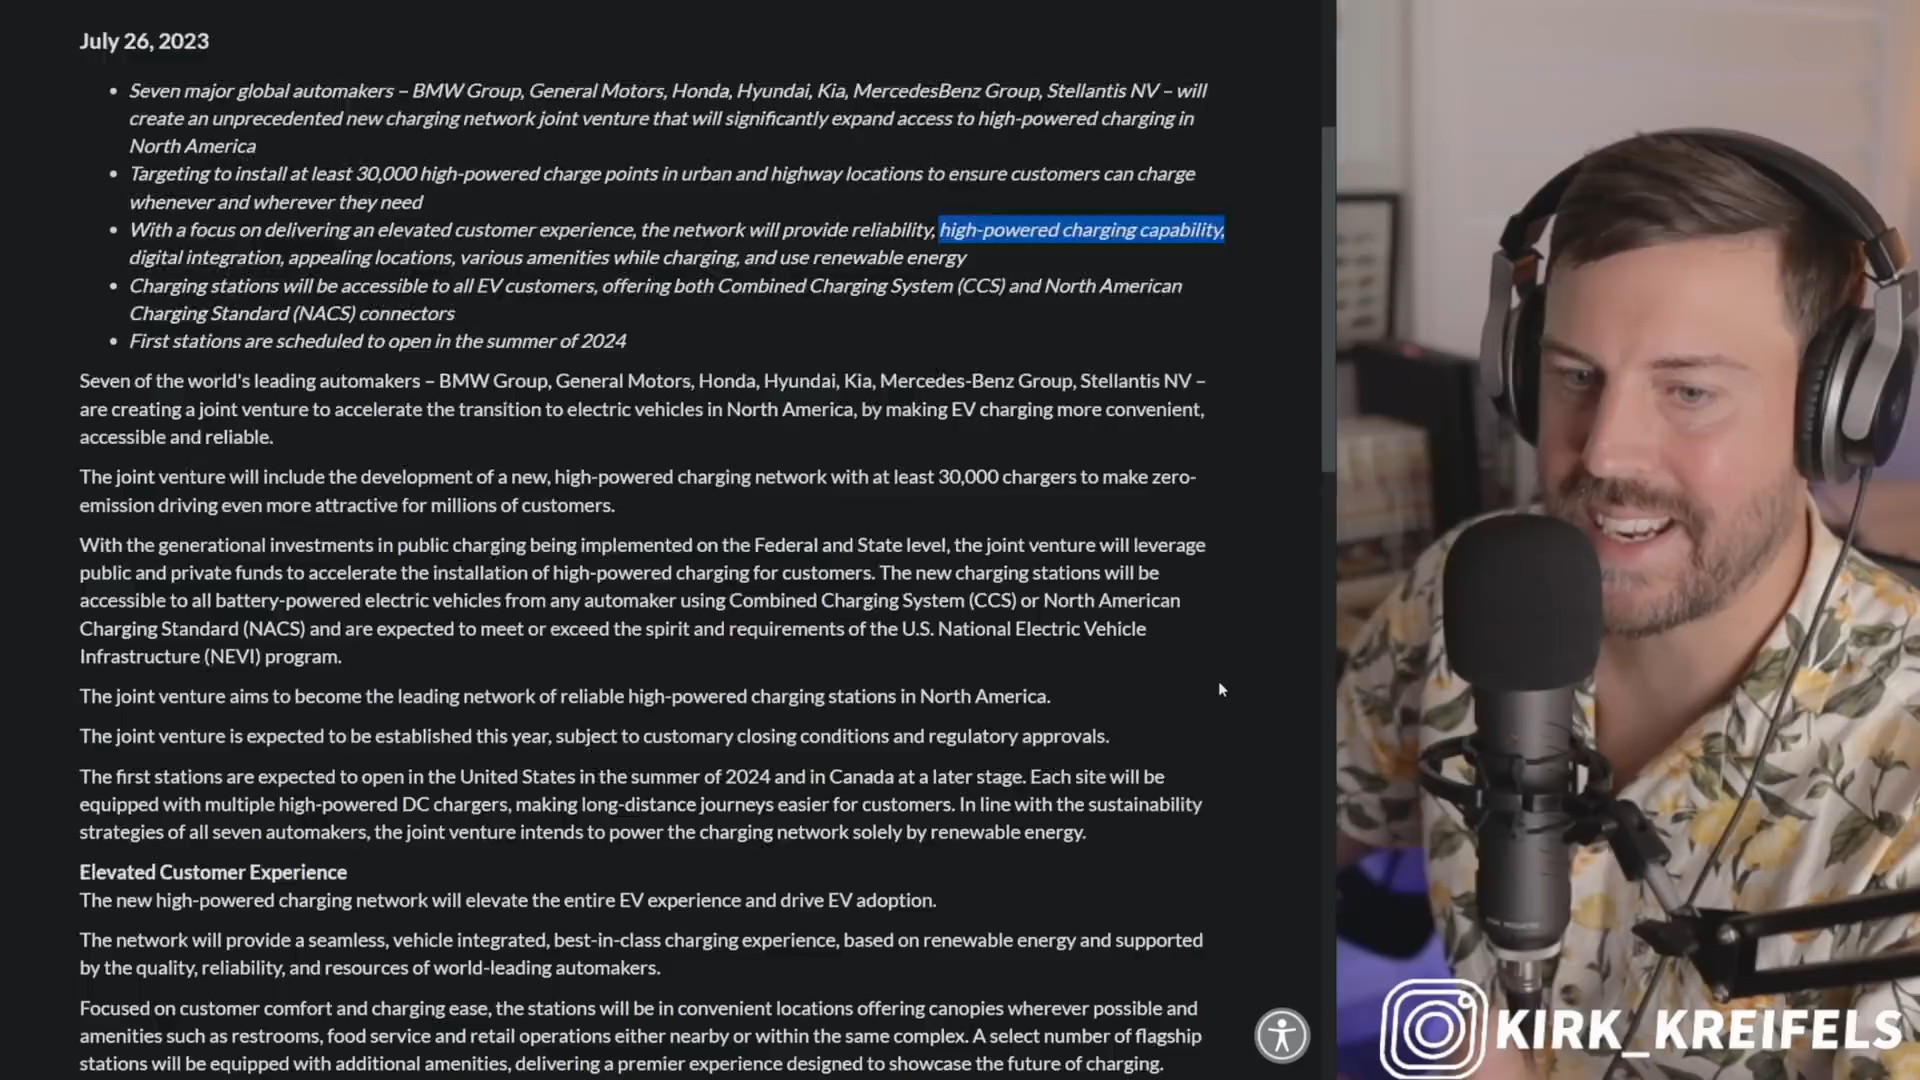 July 26, 2023
• Seven major global automakers – BMW Group, General Motors, Honda, Hyundai, Kia, MercedesBenz Group, Stellantis NV – will
create an unprecedented new charging network joint venture that will significantly expand access to high-powered charging in
North America
• Targeting to install at least 30,000 high-powered charge points in urban and highway locations to ensure customers can charge
whenever and wherever they need
• With a focus on delivering an elevated customer experience, the network will provide reliability, high-powered charging capability,
digital integration, appealing locations, various amenities while charging, and use renewable energy
• Charging stations will be accessible to all EV customers, offering both Combined Charging System (CCS) and North American
Charging Standard (NACS) connectors
• First stations are scheduled to open in the summer of 2024
Seven of the world's leading automakers – BMW Group, General Motors, Honda, Hyundai, Kia, Mercedes-Benz Group, Stellantis NV –
are creating a joint venture to accelerate the transition to electric vehicles in North America, by making EV charging more convenient,
accessible and reliable.
The joint venture will include the development of a new, high-powered charging network with at least 30,000 chargers to make zero-
emission driving even more attractive for millions of customers.
With the generational investments in public charging being implemented on the Federal and State level, the joint venture will leverage
public and private funds to accelerate the installation of high-powered charging for customers. The new charging stations will be
accessible to all battery-powered electric vehicles from any automaker using Combined Charging System (CCS) or North American
Charging Standard (NACS) and are expected to meet or exceed the spirit and requirements of the U.S. National Electric Vehicle
Infrastructure (NEVI) program.
The joint venture aims to become the leading network of reliable high-powered charging stations in North America.
The joint venture is expected to be established this year, subject to customary closing conditions and regulatory approvals.
The first stations are expected to open in the United States in the summer of 2024 and in Canada at a later stage. Each site will be
equipped with multiple high-powered DC chargers, making long-distance journeys easier for customers. In line with the sustainability
strategies of all seven automakers, the joint venture intends to power the charging network solely by renewable energy.
Elevated Customer Experience
The new high-powered charging network will elevate the entire EV experience and drive EV adoption.
The network will provide a seamless, vehicle integrated, best-in-class charging experience, based on renewable energy and supported
by the quality, reliability, and resources of world-leading automakers.
Focused on customer comfort and charging ease, the stations will be in convenient locations offering canopies wherever possible and
amenities such as restrooms, food service and retail operations either nearby or within the same complex. A select number of flagship
stations will be equipped with additional amenities, delivering a premier experience designed to showcase the future of charging.
KIRK_KREIFELS